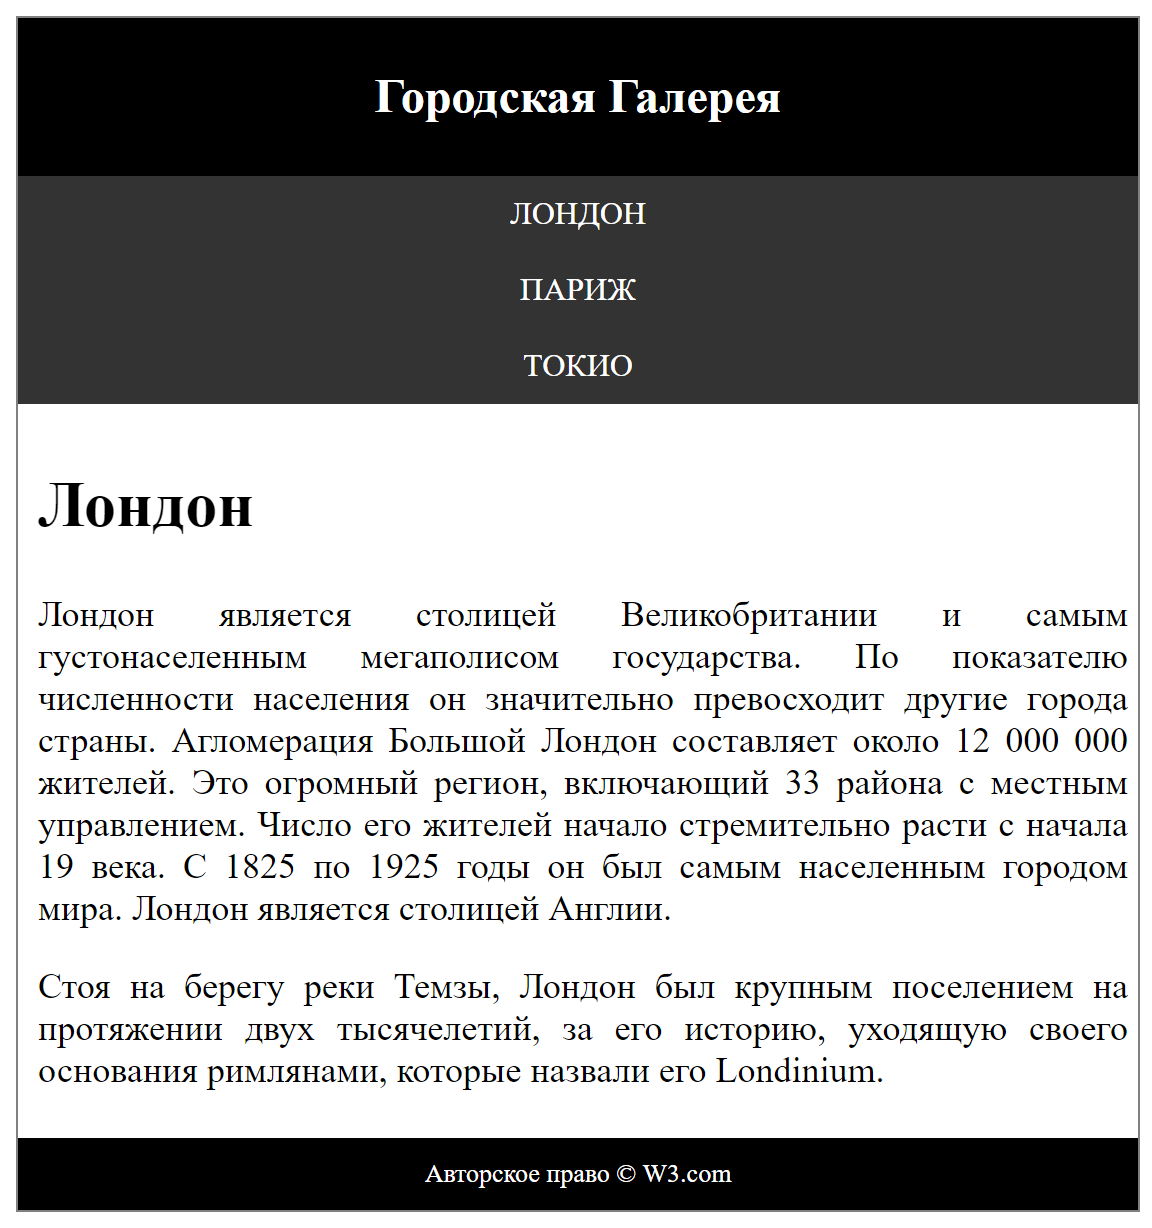 Городская Галерея
ЛОНДОН
ПАРИЖ
ТОКИО
Лондон
Лондон является столицей Великобритании и самым
густонаселенным мегаполисом государства. По показателю
численности населения он значительно превосходит другие города
страны. Агломерация Большой Лондон составляет около 12 000 000
жителей. Это огромный регион, включающий 33 района с местным
управлением. Число его жителей начало стремительно расти с начала
19 века. С 1825 по 1925 годы он был самым населенным городом
мира. Лондон является столицей Англии.
Стоя на берегу реки Темзы, Лондон был крупным поселением на
протяжении двух тысячелетий, за его историю, уходящую своего
основания римлянами, которые назвали его Londinium.
Авторское право © W3.com